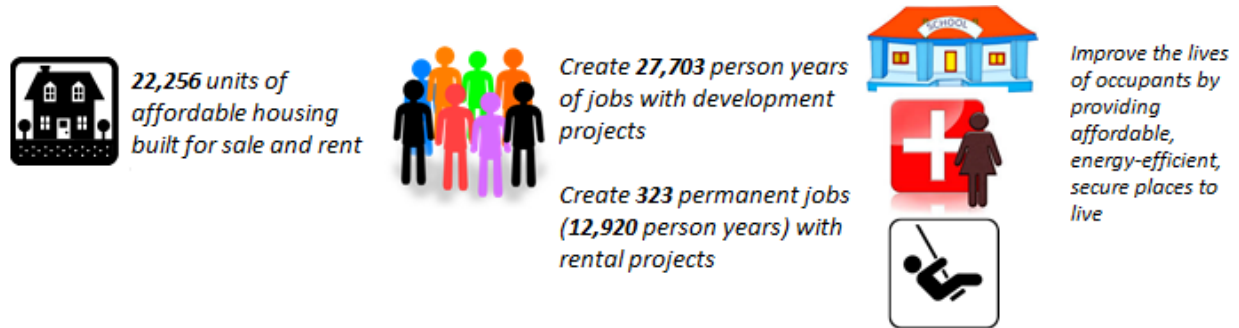 22,256 units of
affordable housing
built for sale and rent
Create 27,703 person years
of jobs with development
projects
Create 323 permanent jobs
(12,920 person years) with
rental projects
SCHOOL
Improve the lives
of occupants by
providing
affordable,
energy-efficient,
secure places to
live